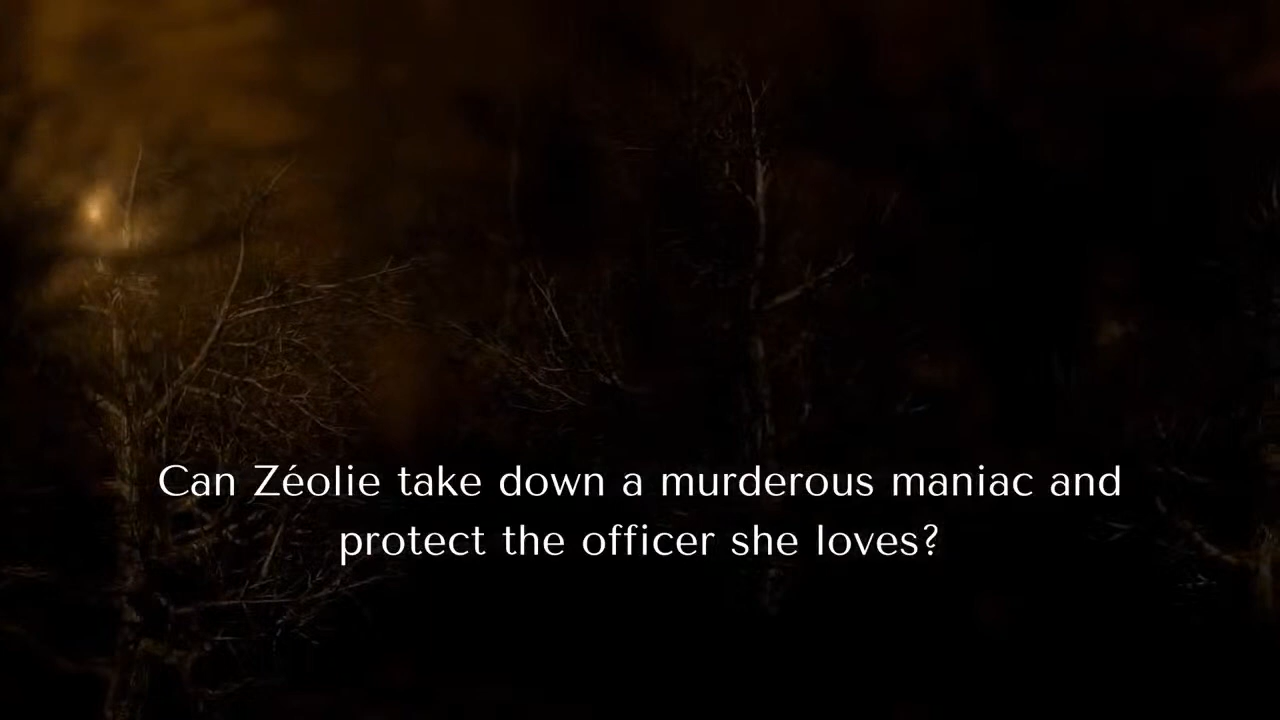 Can Zéolie take down a murderous maniac and
protect the officer she loves?